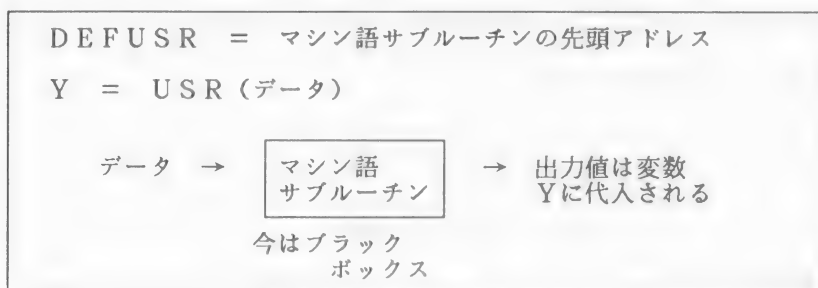 DEFUSR = マシン語サブルーチンの先頭アドレス
Y = USR(データ)
データ → マシン語 → 出力値は変数
サブルーチン Yに代入される
今はブラック
ボックス